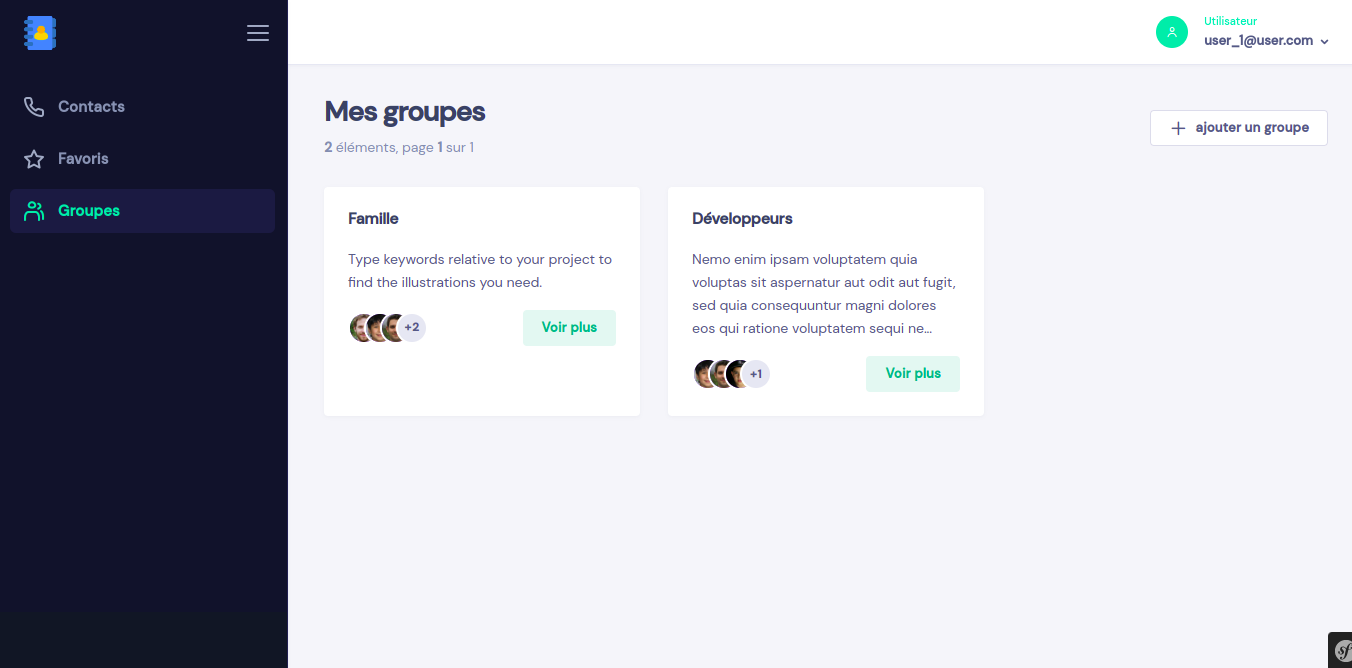 Utilisateur
user_1@user.com
Contacts
Favoris
Groupes
Mes groupes
2 éléments, page 1 sur 1
ajouter un groupe
Famille
Type keywords relative to your project to
find the illustrations you need.
+2
Voir plus
Développeurs
Nemo enim ipsam voluptatem quia
voluptas sit aspernatur aut odit aut fugit,
sed quia consequuntur magni dolores
eos qui ratione voluptatem sequi ne...
+1
Voir plus
sf